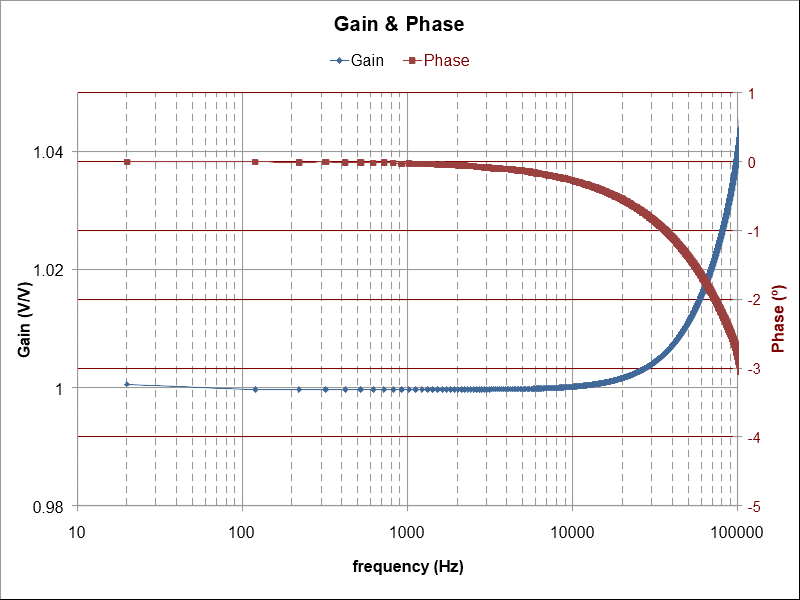 Gain & Phase
Gain
Phase
1.04
1.02
1
0.98
Gain (V/V)
1
0
-1
-2
-3
-4
-5
Phase (º)
10
100
1000
10000
100000
frequency (Hz)